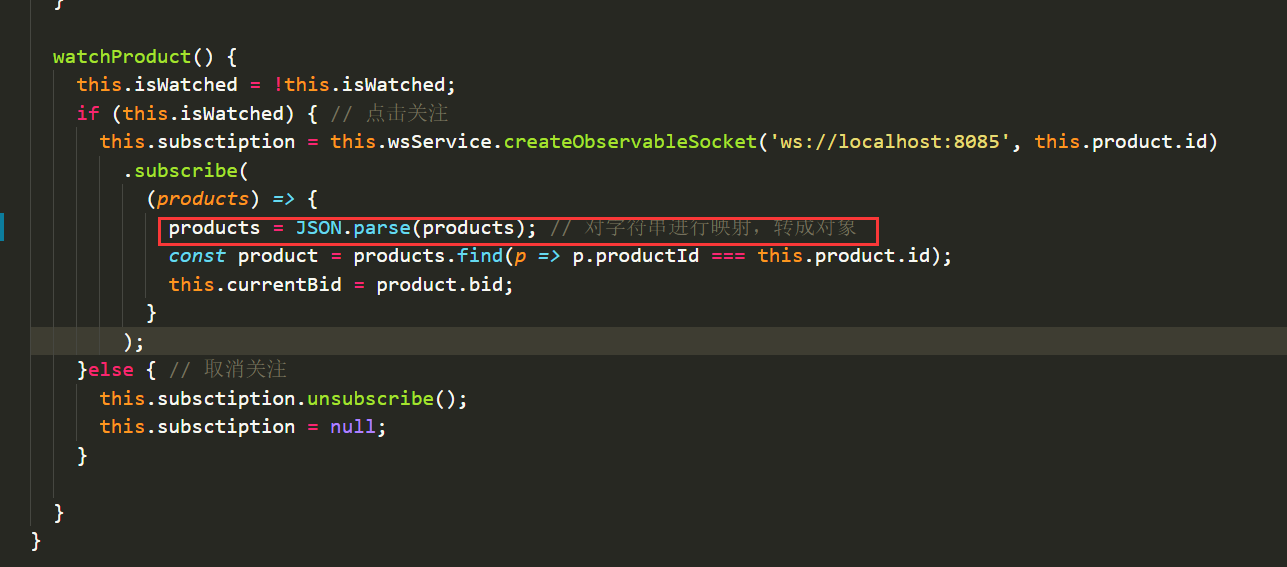 }
watchProduct() {
this.isWatched = !this.isWatched;
if (this.isWatched) { // 点击关注
this.subsctiption = this.wsService.createObservableSocket('ws://localhost:8085', this.product.id)
.subscribe(
(products) => {
products = JSON.parse(products); // 对字符串进行映射，转成对象
const product = products.find(p => p.productId === this.product.id);
this.currentBid = product.bid;
}
);
}else { // 取消关注
this.subsctiption.unsubscribe();
this.subsctiption = null;
}
}
}